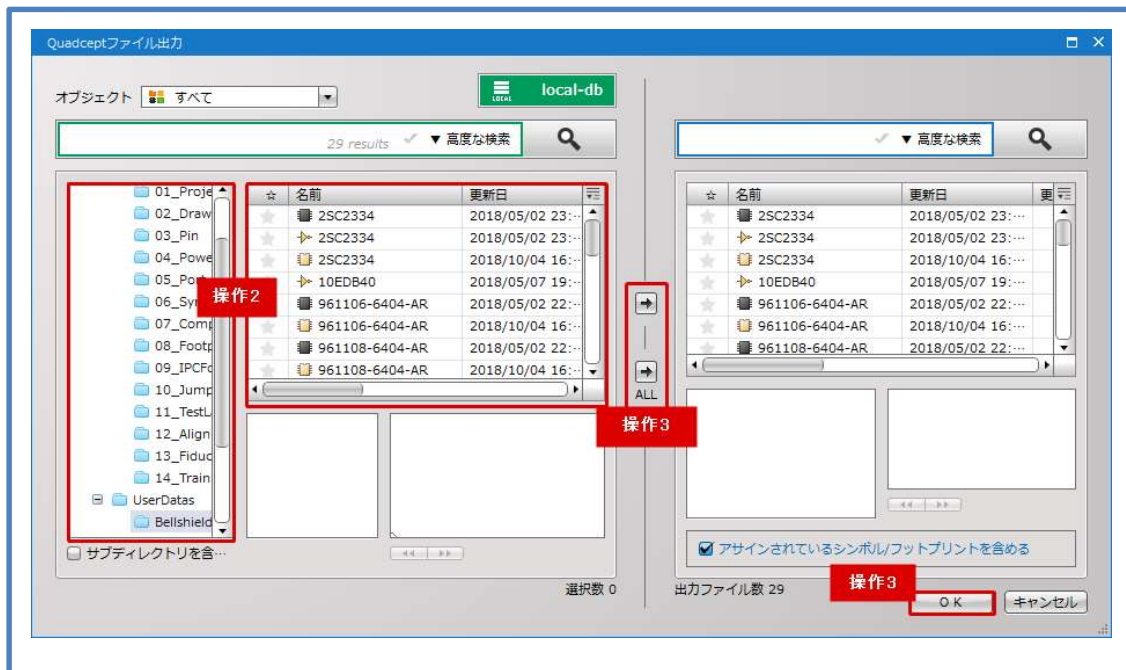 Quadceptファイル出力
オブジェクト すべて
LOCAL local-db
29 results ▼ 高度な検索
▼ 高度な検索
01_Proje
02_Draw
03_Pin
04_Powe
05_Port
06_Sy
07_Comp
08_Footp
09_IPCFo
10_Jump
11_TestL
12_Align
13_Fiduc
14_Train
UserDatas
Bellshield
サブディレクトリを含…
操作2
☆ 名前 更新日
2SC2334 2018/05/02 23:…
2SC2334 2018/05/02 23:…
2SC2334 2018/10/04 16:…
10EDB40 2018/05/07 19:…
961106-6404-AR 2018/05/02 22:…
961106-6404-AR 2018/10/04 16:…
961108-6404-AR 2018/05/02 22:…
961108-6404-AR 2018/10/04 16:…
選択数 0
ALL
操作3
☆ 名前 更新日 更
2SC2334 2018/05/02 23:…
2SC2334 2018/05/02 23:…
2SC2334 2018/10/04 16:…
10EDB40 2018/05/07 19:…
961106-6404-AR 2018/05/02 22:…
961106-6404-AR 2018/10/04 16:…
961108-6404-AR 2018/05/02 22:…
アサインされているシンボル/フットプリントを含める
出力ファイル数 29
操作3
OK
キャンセル